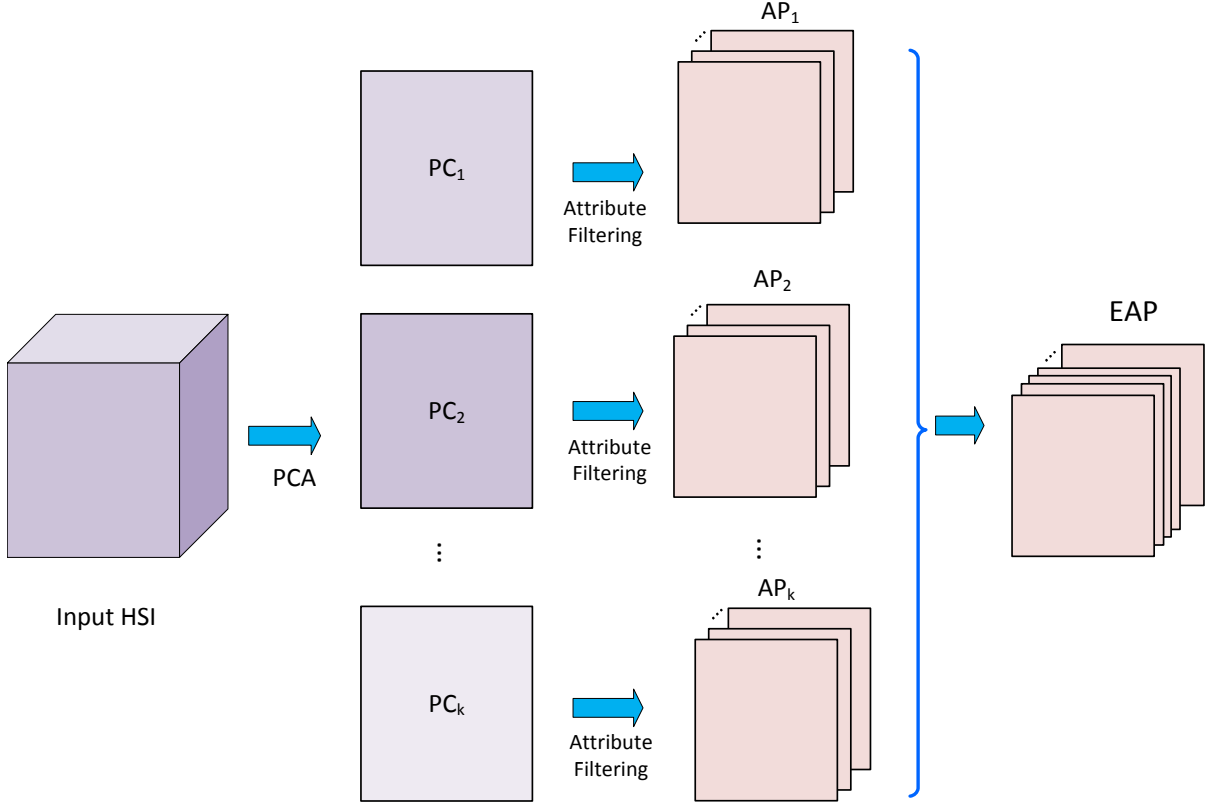 AP₁
PC₁
Attribute
Filtering
AP₂
EAP
PC₂
Attribute
Filtering
PCA
⋮
⋮
Input HSI
APₖ
PCₖ
Attribute
Filtering